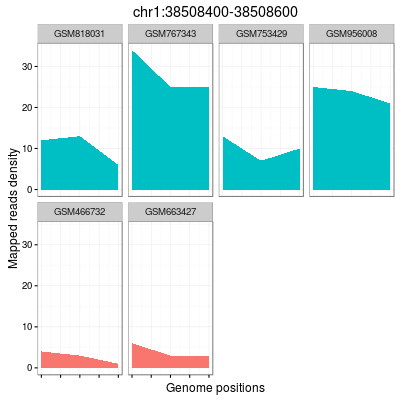 chr1:38508400-38508600
GSM818031 GSM767343 GSM753429 GSM956008
30
20
10
0
GSM466732 GSM663427
30
20
10
0
Mapped reads density
Genome positions